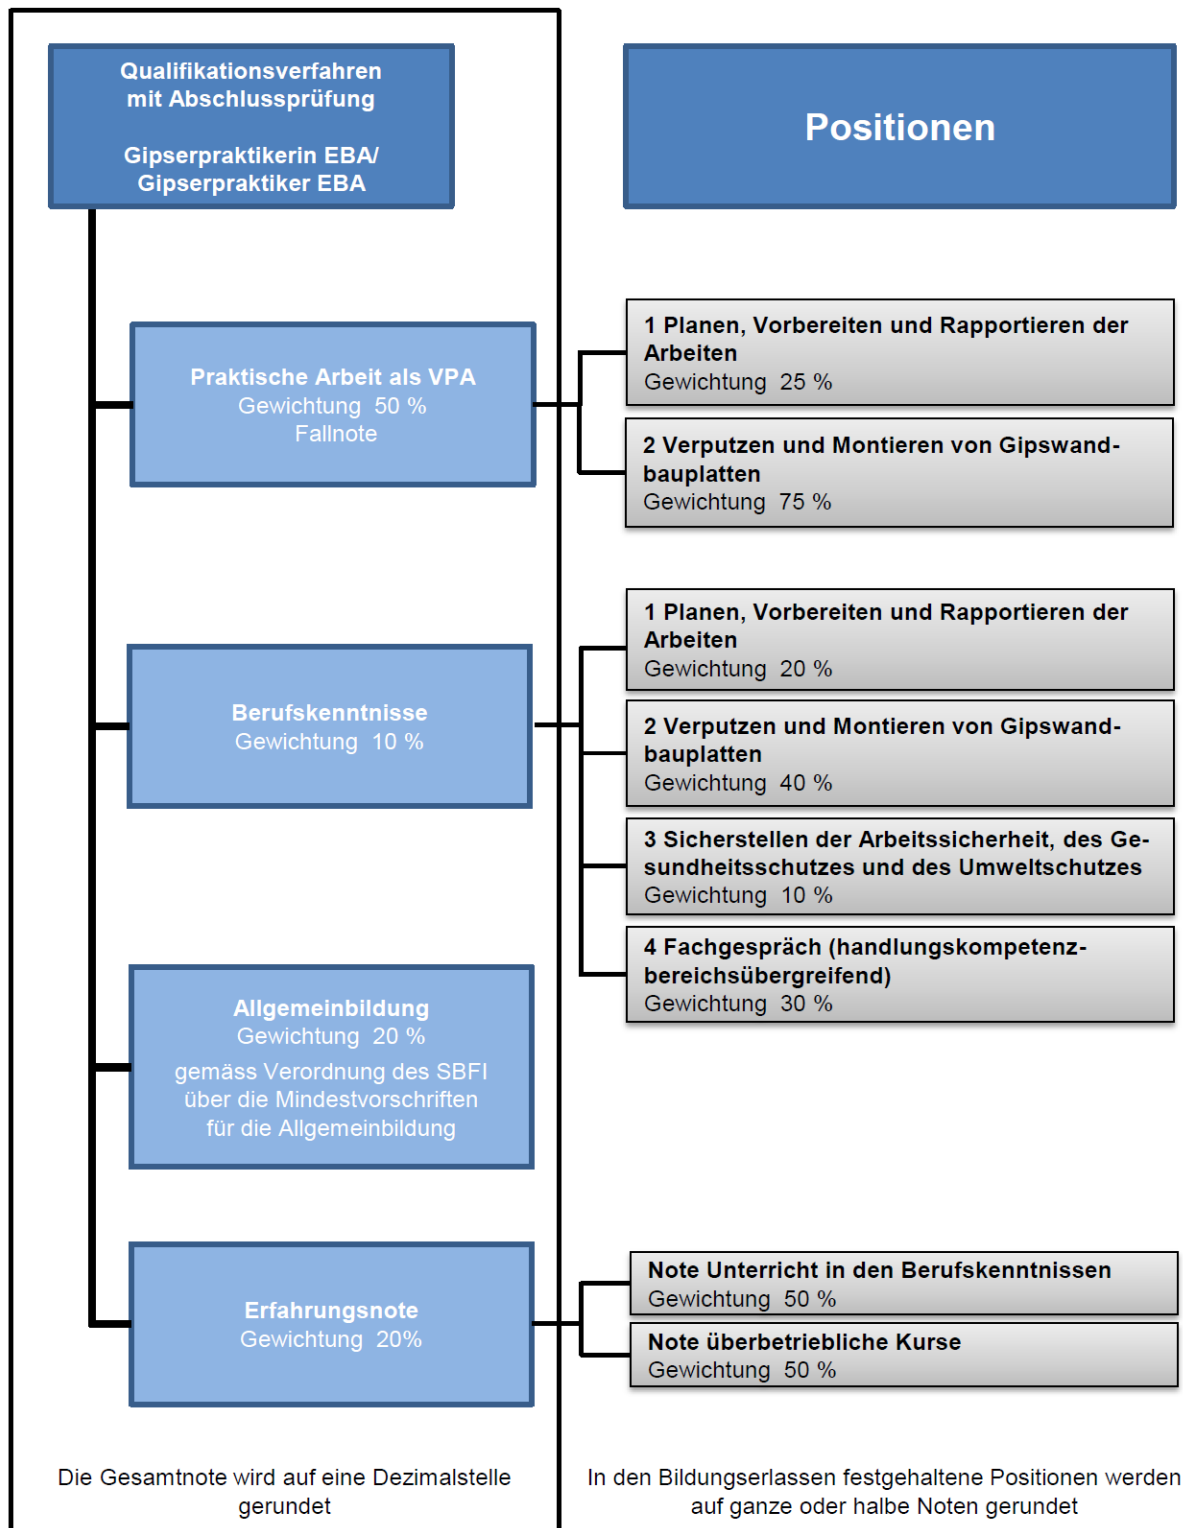 Qualifikationsverfahren
mit Abschlussprüfung
Gipserpraktikerin EBA/
Gipserpraktiker EBA
Positionen
Praktische Arbeit als VPA
Gewichtung 50 %
Fallnote
1 Planen, Vorbereiten und Rapportieren der
Arbeiten
Gewichtung 25 %
2 Verputzen und Montieren von Gipswand-
bauplatten
Gewichtung 75 %
Berufskenntnisse
Gewichtung 10 %
1 Planen, Vorbereiten und Rapportieren der
Arbeiten
Gewichtung 20 %
2 Verputzen und Montieren von Gipswand-
bauplatten
Gewichtung 40 %
3 Sicherstellen der Arbeitssicherheit, des Ge-
sundheitsschutzes und des Umweltschutzes
Gewichtung 10 %
4 Fachgespräch (handlungskompetenz-
bereichsübergreifend)
Gewichtung 30 %
Allgemeinbildung
Gewichtung 20 %
gemäss Verordnung des SBFI
über die Mindestvorschriften
für die Allgemeinbildung
Erfahrungsnote
Gewichtung 20%
Note Unterricht in den Berufskenntnissen
Gewichtung 50 %
Note überbetriebliche Kurse
Gewichtung 50 %
Die Gesamtnote wird auf eine Dezimalstelle
gerundet
In den Bildungserlassen festgehaltene Positionen werden
auf ganze oder halbe Noten gerundet